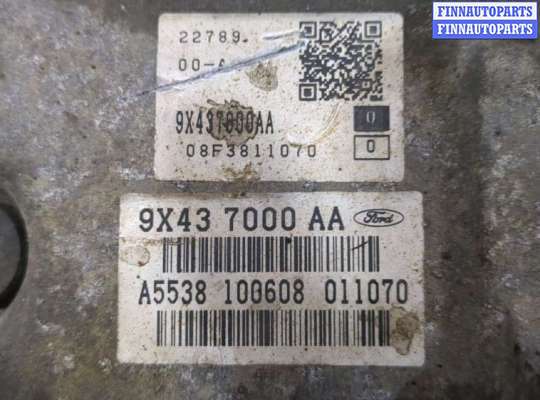 FINNAUTOPARTS
FINNAUTOPARTS
22789
00-
9X437000AA
0
08F3811070
0
9X43 7000 AA Ford
A5538 100608 011070